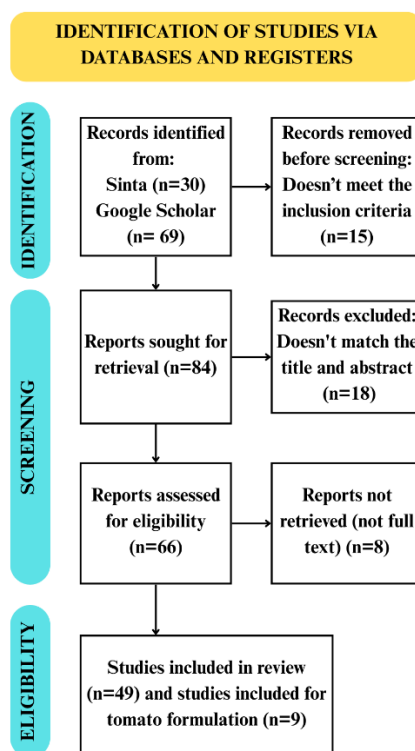 IDENTIFICATION OF STUDIES VIA
DATABASES AND REGISTERS
IDENTIFICATION
Records identified
from:
Sinta (n=30)
Google Scholar
(n= 69)
Records removed
before screening:
Doesn’t meet the
inclusion criteria
(n=15)
SCREENING
Reports sought for
retrieval (n=84)
Records excluded:
Doesn't match the
title and abstract
(n=18)
Reports assessed
for eligibility
(n=66)
Reports not
retrieved (not full
text) (n=8)
ELIGIBILITY
Studies included in review
(n=49) and studies included for
tomato formulation (n=9)